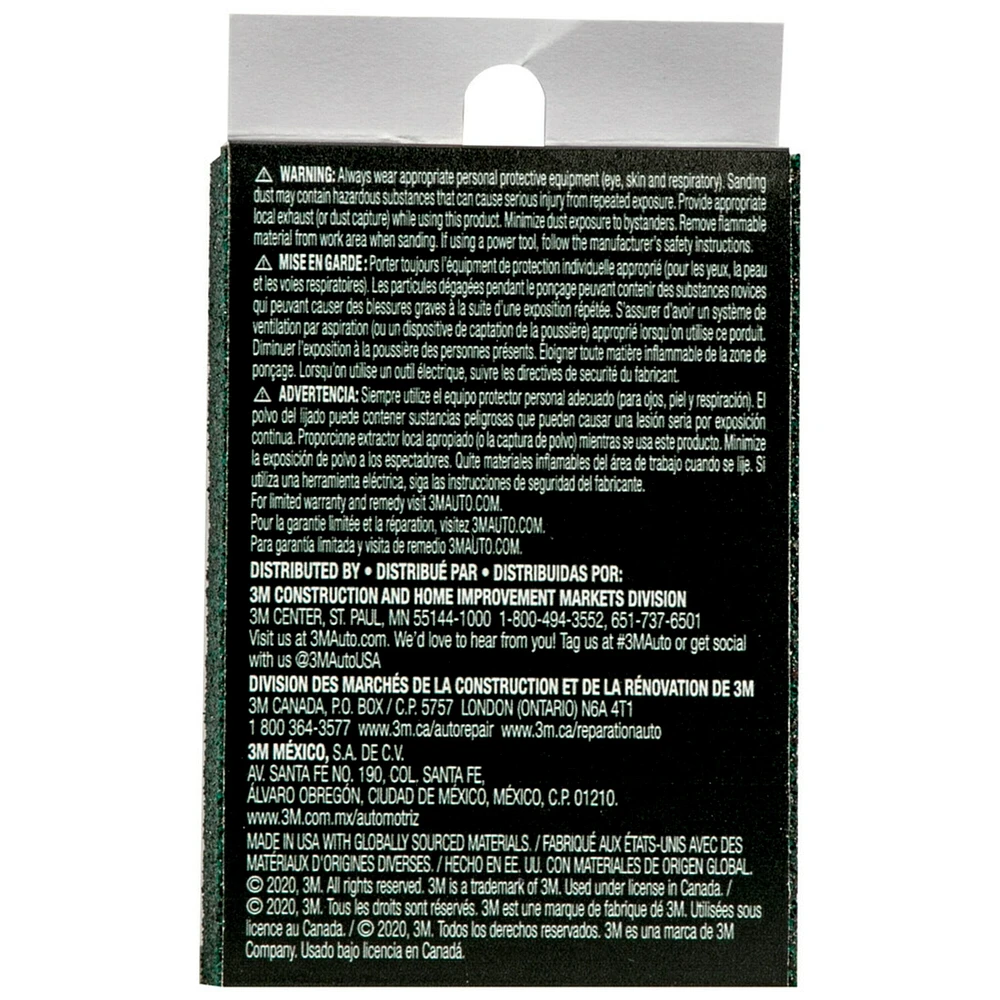 ⚠ WARNING: Always wear appropriate personal protective equipment (eye, skin and respiratory). Sanding
dust may contain hazardous substances that can cause serious injury from repeated exposure. Provide appropriate
local exhaust (or dust capture) while using this product. Minimize dust exposure to bystanders. Remove flammable
material from work area when sanding. If using a power tool, follow the manufacturer's safety instructions.
⚠ MISE EN GARDE: Porter toujours l'équipement de protection individuelle approprié (pour les yeux, la peau
et les voies respiratoires). Les particules dégagées pendant le ponçage peuvant contenir des substances novices
qui peuvant causer des blessures graves à la suite d'une exposition répétée. S'assurer d'avoir un système de
ventilation par aspiration (ou un dispositive de captation de la poussière) approprié lorsqu'on utilise ce porduit.
Diminuer l'exposition à la poussière des personnes présents. Éloigner toute matière inflammable de la zone de
ponçage. Lorsqu'on utilise un outil électrique, suivre les directives de securité du fabricant.
⚠ ADVERTENCIA: Siempre utilize el equipo protector personal adecuado (para ojos, piel y respiración). El
polvo del lijado puede contener sustancias peligrosas que pueden causar una lesión seria por exposición
continua. Proporcione extractor local apropiado (o la captura de polvo) mientras se usa este producto. Minimize
la exposición de polvo a los espectadores. Quite materiales inflamables del área de trabajo cuando se lije. Si
utiliza una herramienta eléctrica, siga las instrucciones de seguridad del fabricante.
For limited warranty and remedy visit 3MAUTO.COM.
Pour la garantie limitée et la réparation, visitez 3MAUTO.COM.
Para garantía limitada y visita de remedio 3MAUTO.COM.
DISTRIBUTED BY • DISTRIBUÉ PAR • DISTRIBUIDAS POR:
3M CONSTRUCTION AND HOME IMPROVEMENT MARKETS DIVISION
3M CENTER, ST. PAUL, MN 55144-1000 1-800-494-3552, 651-737-6501
Visit us at 3MAuto.com. We'd love to hear from you! Tag us at #3MAuto or get social
with us @3MAutoUSA
DIVISION DES MARCHÉS DE LA CONSTRUCTION ET DE LA RÉNOVATION DE 3M
3M CANADA, P.O. BOX / C.P. 5757 LONDON (ONTARIO) N6A 4T1
1 800 364-3577 www.3m.ca/autorepair www.3m.ca/reparationauto
3M MÉXICO, S.A. DE C.V.
AV. SANTA FE NO. 190, COL. SANTA FE,
ÁLVARO OBREGÓN, CIUDAD DE MÉXICO, MÉXICO, C.P. 01210.
www.3M.com.mx/automotriz
MADE IN USA WITH GLOBALLY SOURCED MATERIALS. / FABRIQUÉ AUX ÉTATS-UNIS AVEC DES
MATÉRIAUX D'ORIGINES DIVERSES. / HECHO EN EE. UU. CON MATERIALES DE ORIGEN GLOBAL.
© 2020, 3M. All rights reserved. 3M is a trademark of 3M. Used under license in Canada. /
© 2020, 3M. Tous les droits sont réservés. 3M est une marque de fabrique dé 3M. Utilisées sous
licence au Canada. / © 2020, 3M. Todos los derechos reservados. 3M es una marca de 3M
Company. Usado bajo licencia en Canadá.